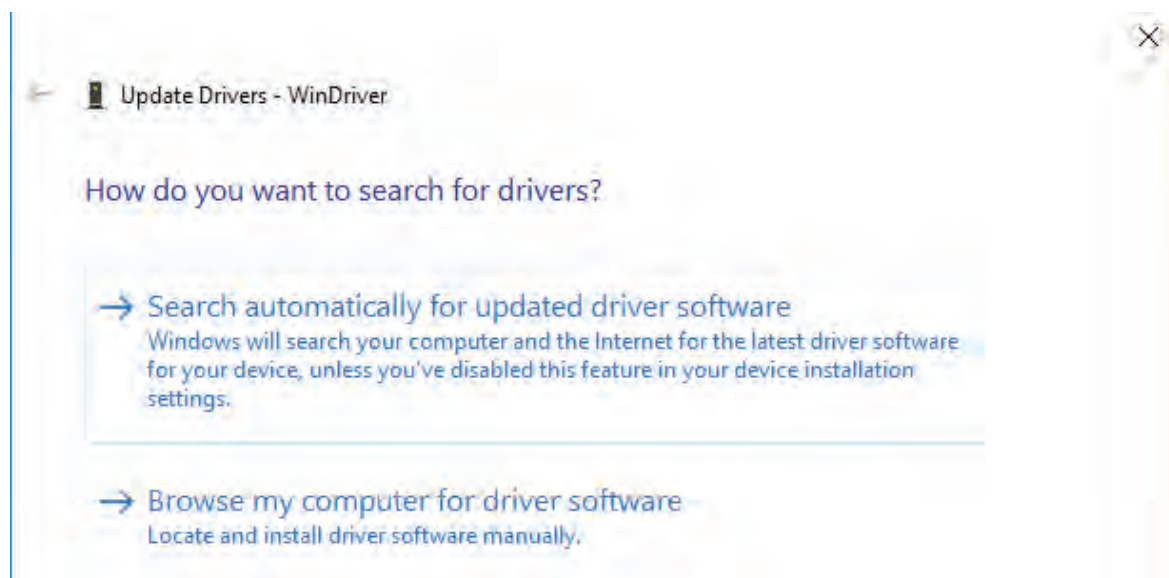 Update Drivers - WinDriver
How do you want to search for drivers?
Search automatically for updated driver software
Windows will search your computer and the Internet for the latest driver software
for your device, unless you've disabled this feature in your device installation
settings.
Browse my computer for driver software
Locate and install driver software manually.